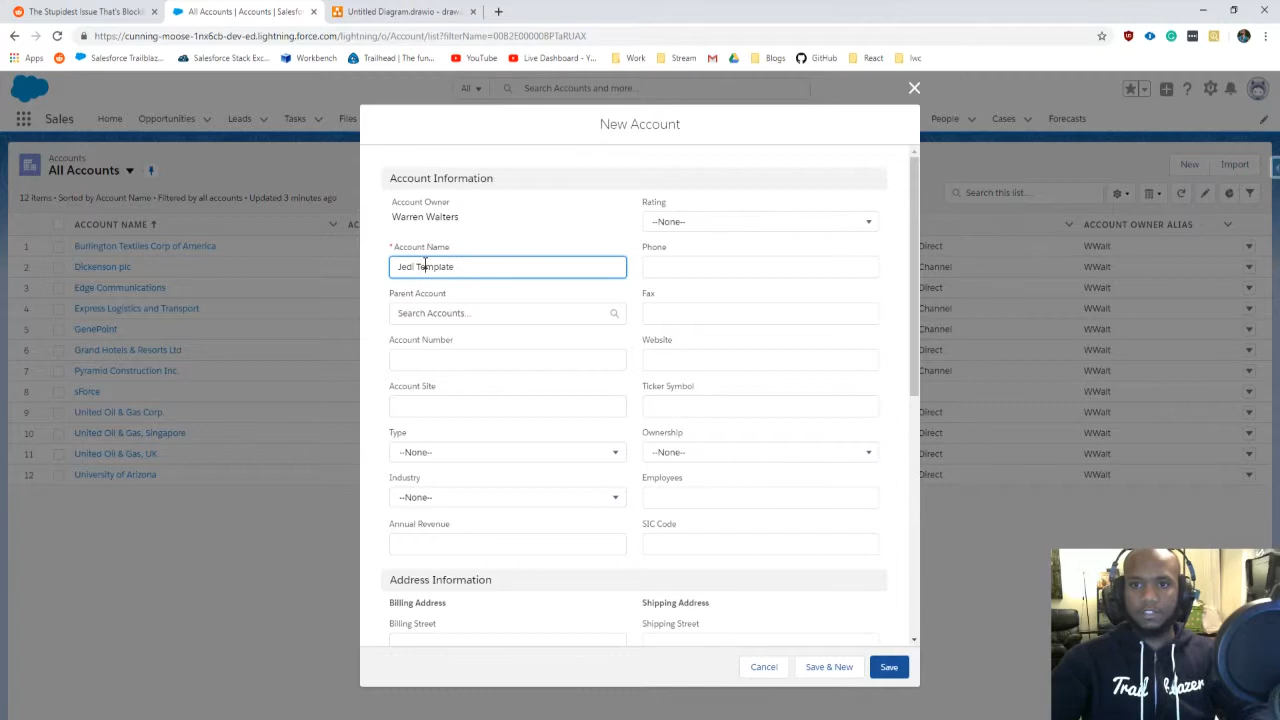 The Stupidest Issue That's Blocki
All Accounts | Accounts | Salesfo
Untitled Diagram.drawio - draw.
https://cunning-moose-1nx6cb-dev-ed.lightning.force.com/lightning/o/Account/list?filterName=00B2E000008PTaRUAX
Apps Salesforce Trailblaz... Salesforce Stack Exc... Workbench Trailhead | The fun... YouTube Live Dashboard - Y... Work Stream Blogs GitHub React lwc
All Search Accounts and more...
Sales Home Opportunities Leads Tasks Files People Cases Forecasts
New Account
Accounts
All Accounts
New Import
12 items • Sorted by Account Name • Filtered by all accounts • Updated 3 minutes ago
Search this list...
ACCOUNT NAME ↑
ACCOUNT OWNER ALIAS
1 Burlington Textiles Corp of America Direct WWalt
2 Dickenson plc Channel WWalt
3 Edge Communications Direct WWalt
4 Express Logistics and Transport Channel WWalt
5 GenePoint Channel WWalt
6 Grand Hotels & Resorts Ltd Direct WWalt
7 Pyramid Construction Inc. Channel WWalt
8 sForce WWalt
9 United Oil & Gas Corp. Direct WWalt
10 United Oil & Gas, Singapore Direct WWalt
11 United Oil & Gas, UK Direct WWalt
12 University of Arizona Direct WWalt
Account Information
Account Owner
Warren Walters
Rating
--None--
* Account Name
Jedi Template
Phone
Parent Account
Search Accounts...
Fax
Account Number
Website
Account Site
Ticker Symbol
Type
--None--
Ownership
--None--
Industry
--None--
Employees
Annual Revenue
SIC Code
Address Information
Billing Address
Shipping Address
Billing Street
Shipping Street
Cancel Save & New Save